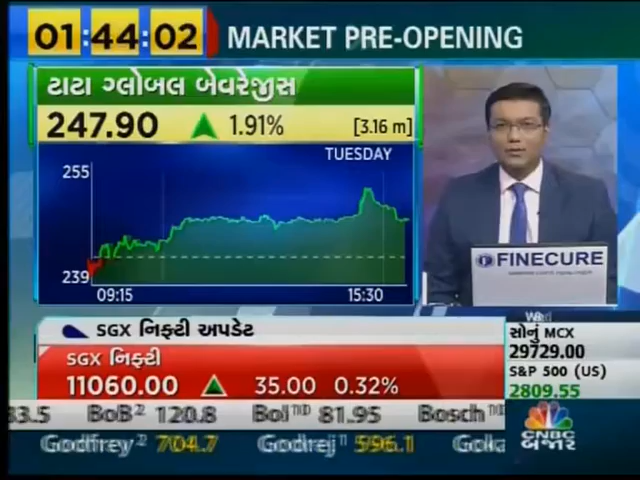 01:44:02 MARKET PRE-OPENING
ટાટા ગ્લોબલ બેવરેજીસ
247.90 1.91% [3.16 m]
TUESDAY
255
239
09:15 15:30
FINECURE
SGX નિફ્ટી અપડેટ
SGX નિફ્ટી
11060.00 35.00 0.32%
સોનું MCX
29729.00
S&P 500 (US)
2809.55
33.5 BoB 120.8 BoI 81.95 Bosch
Godfrey 704.7 Godrej 596.1
CNBC
બજાર